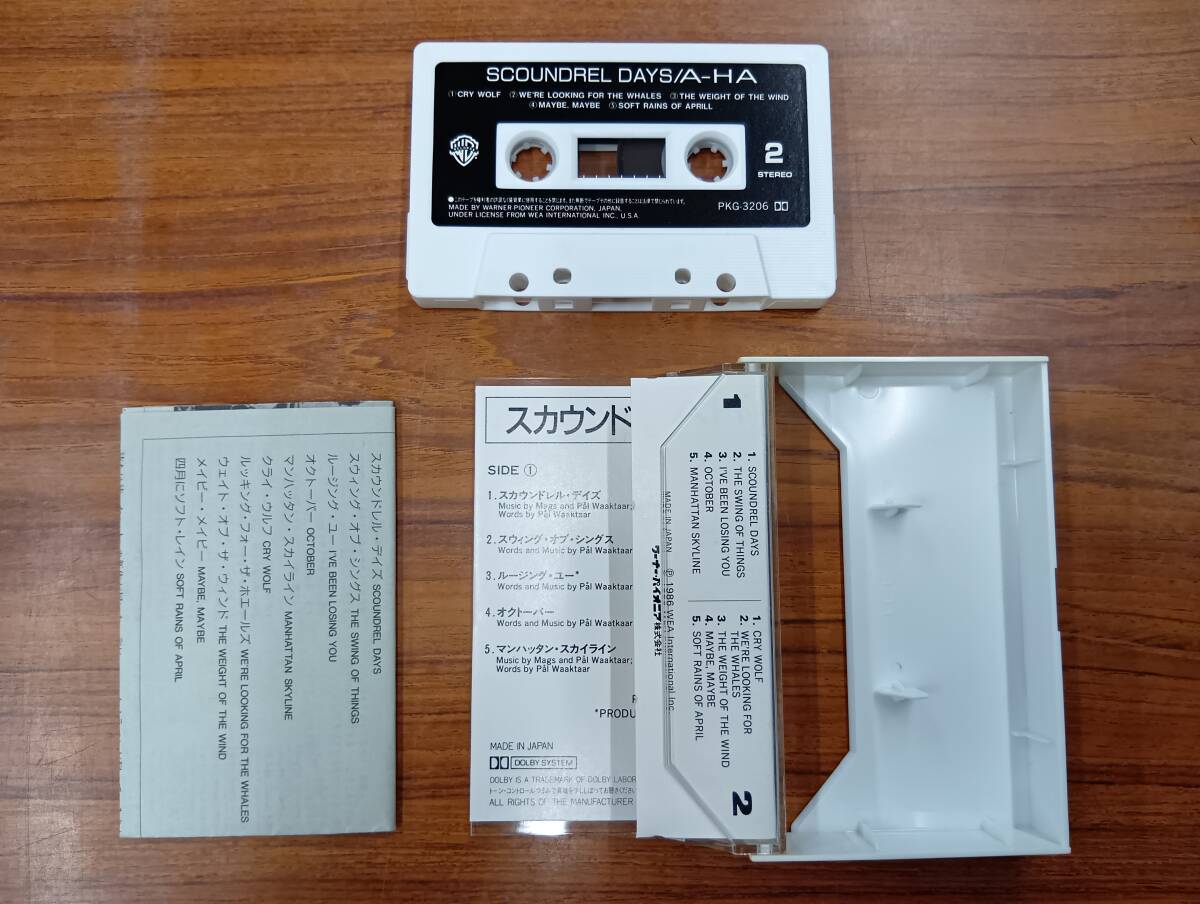 SCOUNDREL DAYS/A-HA
①CRY WOLF ②WE'RE LOOKING FOR THE WHALES ③THE WEIGHT OF THE WIND
④MAYBE, MAYBE ⑤SOFT RAINS OF APRILL
2
STEREO
MADE BY WARNER PIONEER CORPORATION, JAPAN.
UNDER LICENSE FROM WEA INTERNATIONAL INC., U.S.A.
PKG-3206
スカウンドレル・デイズ SCOUNDREL DAYS
スウィング・オブ・シングス THE SWING OF THINGS
ルージング・ユー I'VE BEEN LOSING YOU
オクトーバー OCTOBER
マンハッタン・スカイライン MANHATTAN SKYLINE
クライ・ウルフ CRY WOLF
ルッキング・フォー・ザ・ホエールズ WE'RE LOOKING FOR THE WHALES
ウェイト・オブ・ザ・ウィンド THE WEIGHT OF THE WIND
メイビー・メイビー MAYBE, MAYBE
四月にソフト・レイン SOFT RAINS OF APRIL
スカウンド
SIDE ①
1.スカウンドレル・デイズ
Music by Mags and Pål Waaktaar;
Words by Pål Waaktaar
2.スウィング・オブ・シングス
Words and Music by Pål Waaktaar
3.ルージング・ユー*
Words and Music by Pål Waaktaar
4.オクトーバー
Words and Music by Pål Waatkaar
5.マンハッタン・スカイライン
Music by Mags and Pål Waaktaar;
Words by Pål Waaktaar
*PRODU
MADE IN JAPAN
DOLBY SYSTEM
DOLBY IS A TRADEMARK OF DOLBY LABOR
ALL RIGHTS OF THE MANUFACTURER
1
1. SCOUNDREL DAYS
2. THE SWING OF THINGS
3. I'VE BEEN LOSING YOU
4. OCTOBER
5. MANHATTAN SKYLINE
1. CRY WOLF
2. WE'RE LOOKING FOR
THE WHALES
3. THE WEIGHT OF THE WIND
4. MAYBE, MAYBE
5. SOFT RAINS OF APRIL
2
MADE IN JAPAN ℗ 1986 WEA International Inc.
ワーナー・パイオニア株式会社